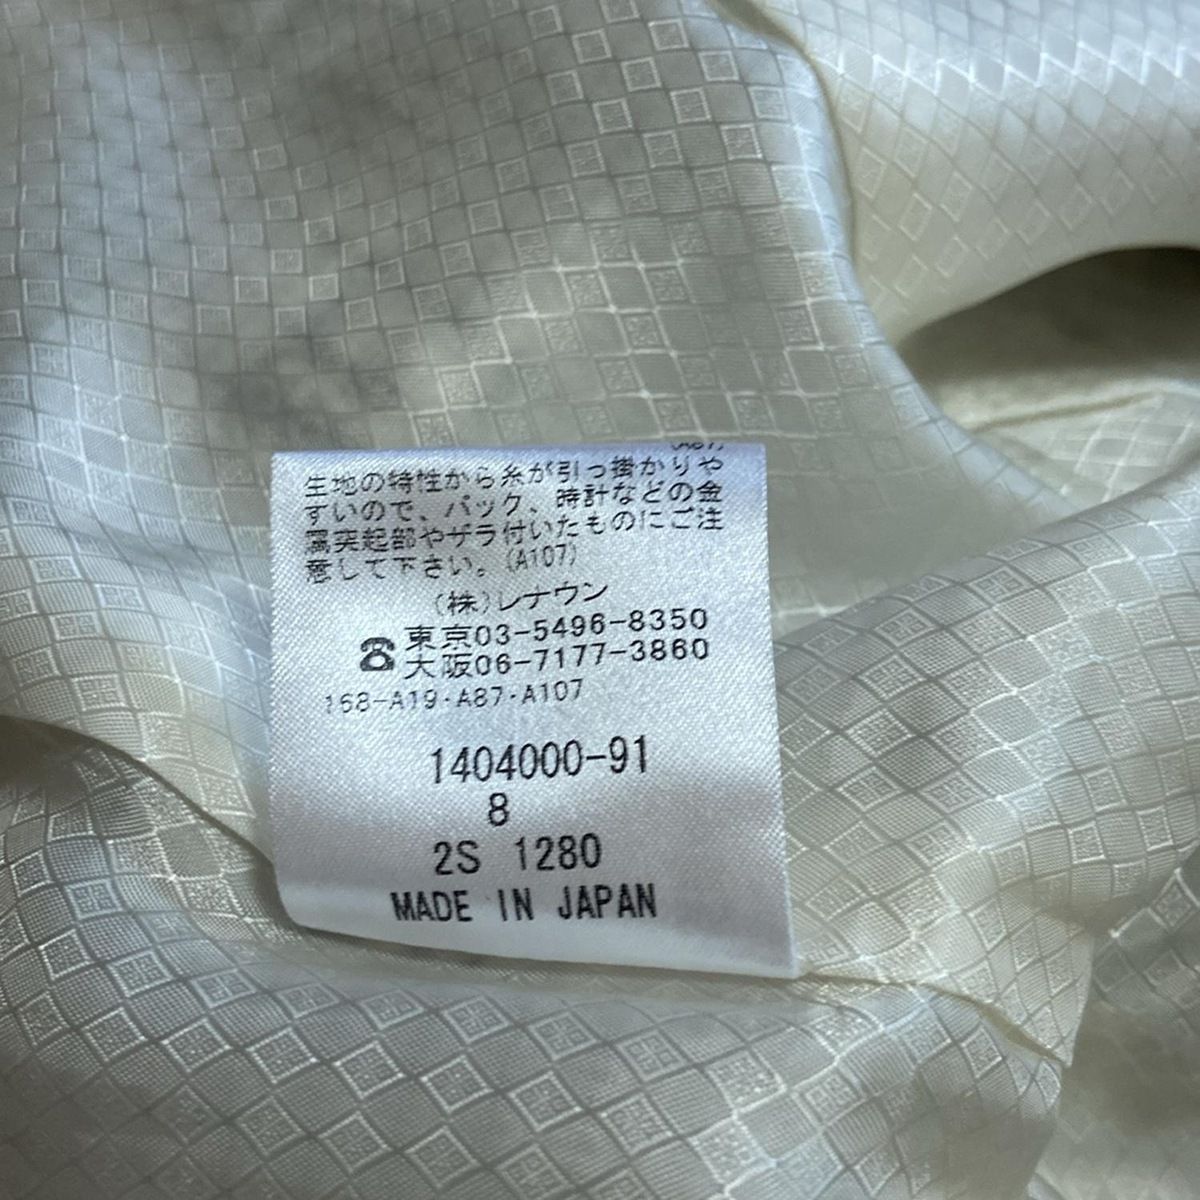 (A87)
生地の特性から糸が引っ掛かりや
すいので、バック、時計などの金
属突起部やザラ付いたものにご注
意して下さい。(A107)
(株)レナウン
☎東京03-5496-8350
大阪06-7177-3860
168-A19・A87・A107
1404000-91
8
2S 1280
MADE IN JAPAN